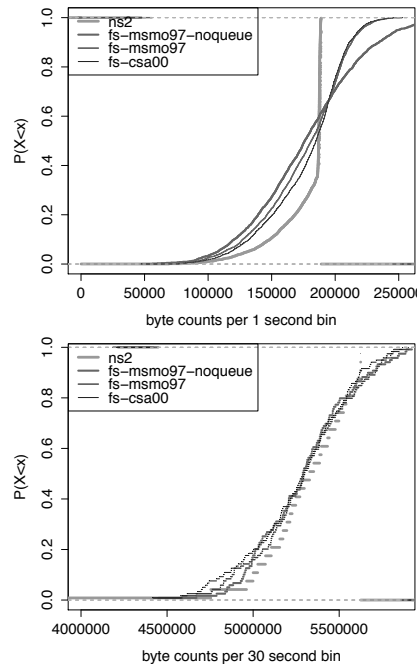 ns2
fs−msmo97−noqueue
fs−msmo97
fs−csa00
P(X<x)
1.0
0.8
0.6
0.4
0.2
0.0
0 50000 100000 150000 200000 250000
byte counts per 1 second bin
ns2
fs−msmo97−noqueue
fs−msmo97
fs−csa00
P(X<x)
1.0
0.8
0.6
0.4
0.2
0.0
4000000 4500000 5000000 5500000
byte counts per 30 second bin